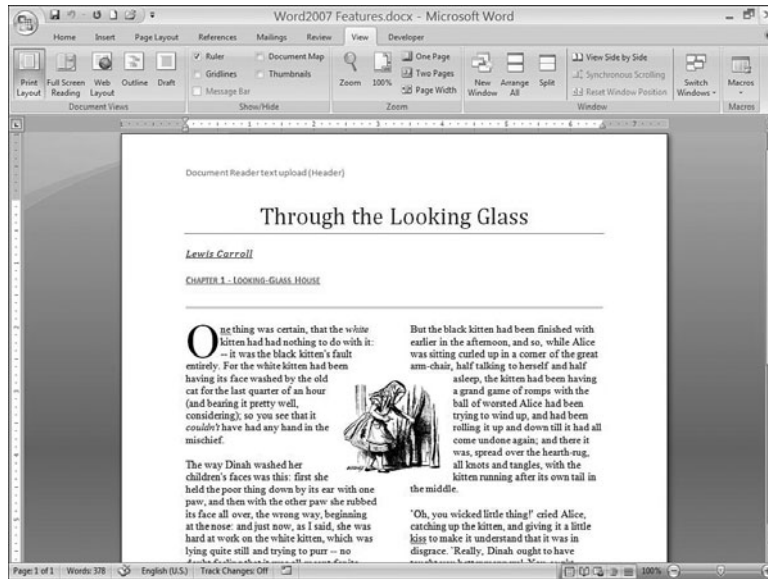 Word2007 Features.docx - Microsoft Word
Home Insert Page Layout References Mailings Review View Developer
Print Layout
Full Screen Reading
Web Layout
Outline
Draft
Document Views
Ruler
Gridlines
Message Bar
Document Map
Thumbnails
Show/Hide
Zoom
100%
One Page
Two Pages
Page Width
Zoom
New Window
Arrange All
Split
View Side by Side
Synchronous Scrolling
Reset Window Position
Switch Windows
Window
Macros
Macros
Document Reader text upload (Header)
Through the Looking Glass
Lewis Carroll
CHAPTER 1 - LOOKING-GLASS HOUSE
One thing was certain, that the white
kitten had had nothing to do with it:
-- it was the black kitten's fault
entirely. For the white kitten had been
having its face washed by the old
cat for the last quarter of an hour
(and bearing it pretty well,
considering); so you see that it
couldn't have had any hand in the
mischief.
The way Dinah washed her
children's faces was this: first she
held the poor thing down by its ear with one
paw, and then with the other paw she rubbed
its face all over, the wrong way, beginning
at the nose: and just now, as I said, she was
hard at work on the white kitten, which was
lying quite still and trying to purr -- no
But the black kitten had been finished with
earlier in the afternoon, and so, while Alice
was sitting curled up in a corner of the great
arm-chair, half talking to herself and half
asleep, the kitten had been having
a grand game of romps with the
ball of worsted Alice had been
trying to wind up, and had been
rolling it up and down till it had all
come undone again; and there it
was, spread over the hearth-rug,
all knots and tangles, with the
kitten running after its own tail in
the middle.
`Oh, you wicked little thing!' cried Alice,
catching up the kitten, and giving it a little
kiss to make it understand that it was in
disgrace. `Really, Dinah ought to have
Page: 1 of 1 Words: 378 English (U.S.) Track Changes: Off 100%